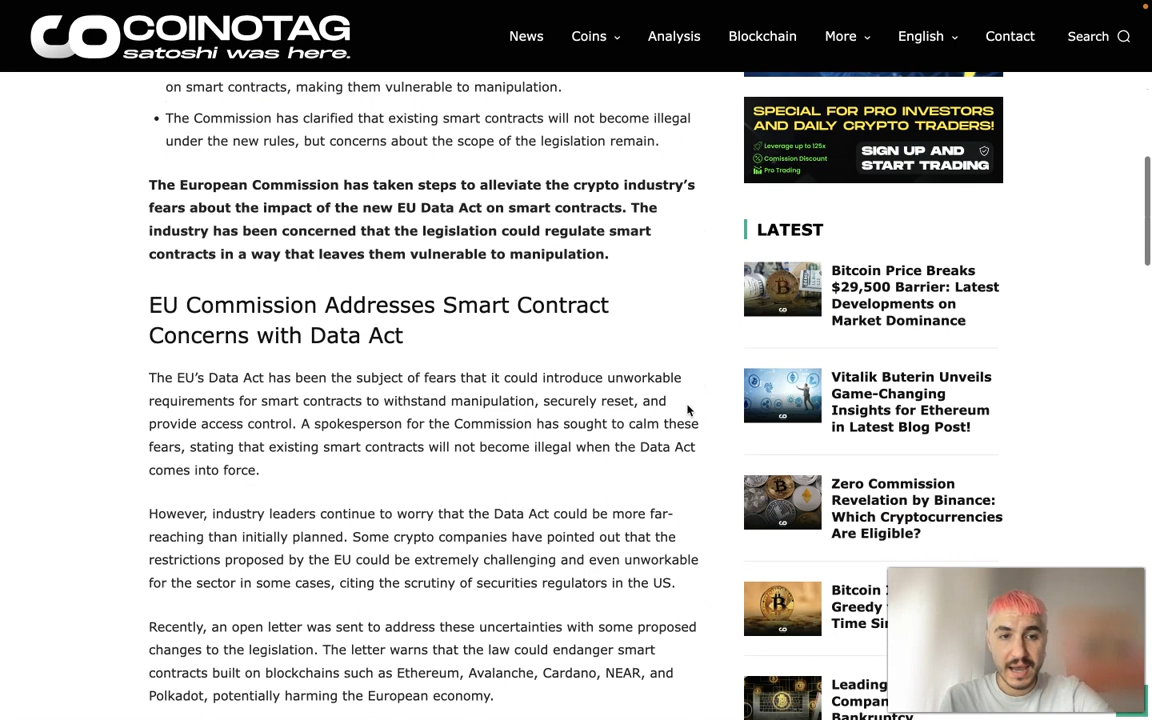 COINOTAG
satoshi was here.
News
Coins
Analysis
Blockchain
More
English
Contact
Search
on smart contracts, making them vulnerable to manipulation.
• The Commission has clarified that existing smart contracts will not become illegal
under the new rules, but concerns about the scope of the legislation remain.
The European Commission has taken steps to alleviate the crypto industry’s
fears about the impact of the new EU Data Act on smart contracts. The
industry has been concerned that the legislation could regulate smart
contracts in a way that leaves them vulnerable to manipulation.
EU Commission Addresses Smart Contract
Concerns with Data Act
The EU’s Data Act has been the subject of fears that it could introduce unworkable
requirements for smart contracts to withstand manipulation, securely reset, and
provide access control. A spokesperson for the Commission has sought to calm these
fears, stating that existing smart contracts will not become illegal when the Data Act
comes into force.
However, industry leaders continue to worry that the Data Act could be more far-
reaching than initially planned. Some crypto companies have pointed out that the
restrictions proposed by the EU could be extremely challenging and even unworkable
for the sector in some cases, citing the scrutiny of securities regulators in the US.
Recently, an open letter was sent to address these uncertainties with some proposed
changes to the legislation. The letter warns that the law could endanger smart
contracts built on blockchains such as Ethereum, Avalanche, Cardano, NEAR, and
Polkadot, potentially harming the European economy.
SPECIAL FOR PRO INVESTORS
AND DAILY CRYPTO TRADERS!
Leverage up to 125x
Comission Discount
Pro Trading
SIGN UP AND
START TRADING
LATEST
Bitcoin Price Breaks
$29,500 Barrier: Latest
Developments on
Market Dominance
Vitalik Buterin Unveils
Game-Changing
Insights for Ethereum
in Latest Blog Post!
Zero Commission
Revelation by Binance:
Which Cryptocurrencies
Are Eligible?
Bitcoin
Greedy
Time
Leading
Bankruptcy